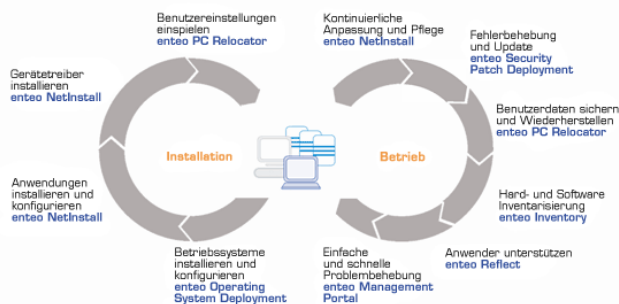 Benutzereinstellungen
einspielen
enteo PC Relocator
Gerätetreiber
installieren
enteo NetInstall
Anwendungen
installieren und
konfigurieren
enteo NetInstall
Betriebssysteme
installieren und
konfigurieren
enteo Operating
System Deployment
Installation
Kontinuierliche
Anpassung und Pflege
enteo NetInstall
Fehlerbehebung
und Update
enteo Security
Patch Deployment
Benutzerdaten sichern
und Wiederherstellen
enteo PC Relocator
Hard- und Software
Inventarisierung
enteo Inventory
Anwender unterstützen
enteo Reflect
Einfache
und schnelle
Problembehebung
enteo Management
Portal
Betrieb